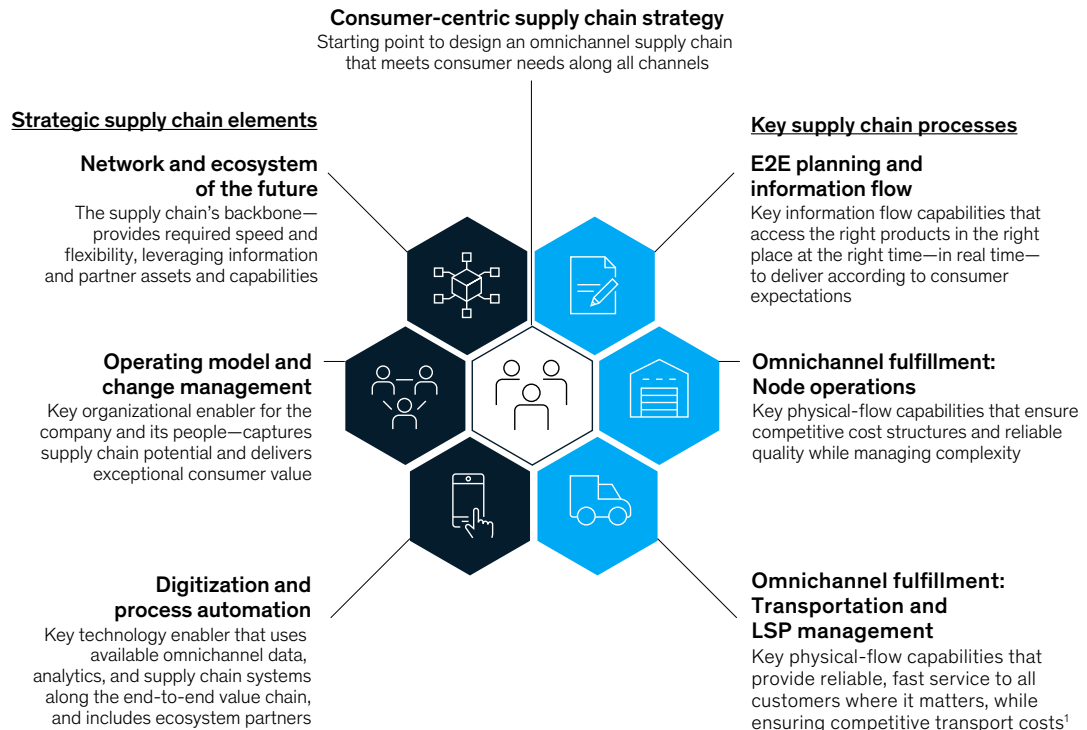 Consumer-centric supply chain strategy
Starting point to design an omnichannel supply chain
that meets consumer needs along all channels
Strategic supply chain elements
Network and ecosystem
of the future
The supply chain’s backbone—
provides required speed and
flexibility, leveraging information
and partner assets and capabilities
Operating model and
change management
Key organizational enabler for the
company and its people—captures
supply chain potential and delivers
exceptional consumer value
Digitization and
process automation
Key technology enabler that uses
available omnichannel data,
analytics, and supply chain systems
along the end-to-end value chain,
and includes ecosystem partners
Key supply chain processes
E2E planning and
information flow
Key information flow capabilities that
access the right products in the right
place at the right time—in real time—
to deliver according to consumer
expectations
Omnichannel fulfillment:
Node operations
Key physical-flow capabilities that ensure
competitive cost structures and reliable
quality while managing complexity
Omnichannel fulfillment:
Transportation and
LSP management
Key physical-flow capabilities that
provide reliable, fast service to all
customers where it matters, while
ensuring competitive transport costs¹